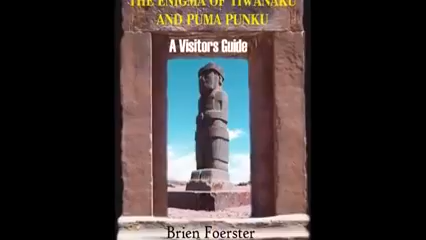 THE ENIGMA OF TIWANAKU
AND PUMA PUNKU
A Visitors Guide
Brien Foerster